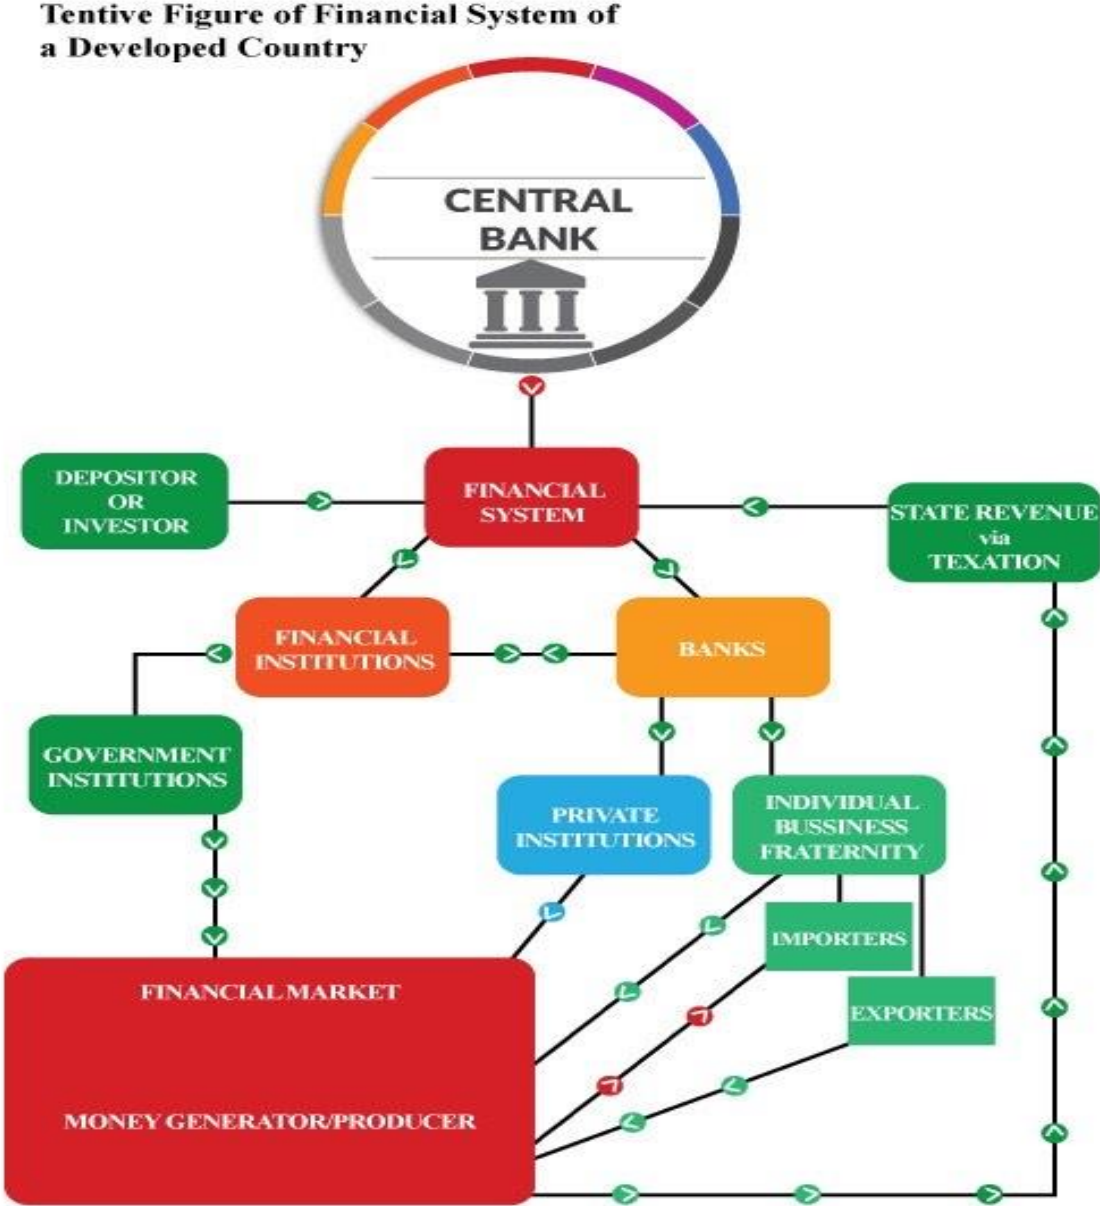 Tentive Figure of Financial System of
a Developed Country
CENTRAL
BANK
DEPOSITOR
OR
INVESTOR
FINANCIAL
SYSTEM
STATE REVENUE
via
TEXATION
FINANCIAL
INSTITUTIONS
BANKS
GOVERNMENT
INSTITUTIONS
PRIVATE
INSTITUTIONS
INDIVIDUAL
BUSSINESS
FRATERNITY
IMPORTERS
EXPORTERS
FINANCIAL MARKET
MONEY GENERATOR/PRODUCER